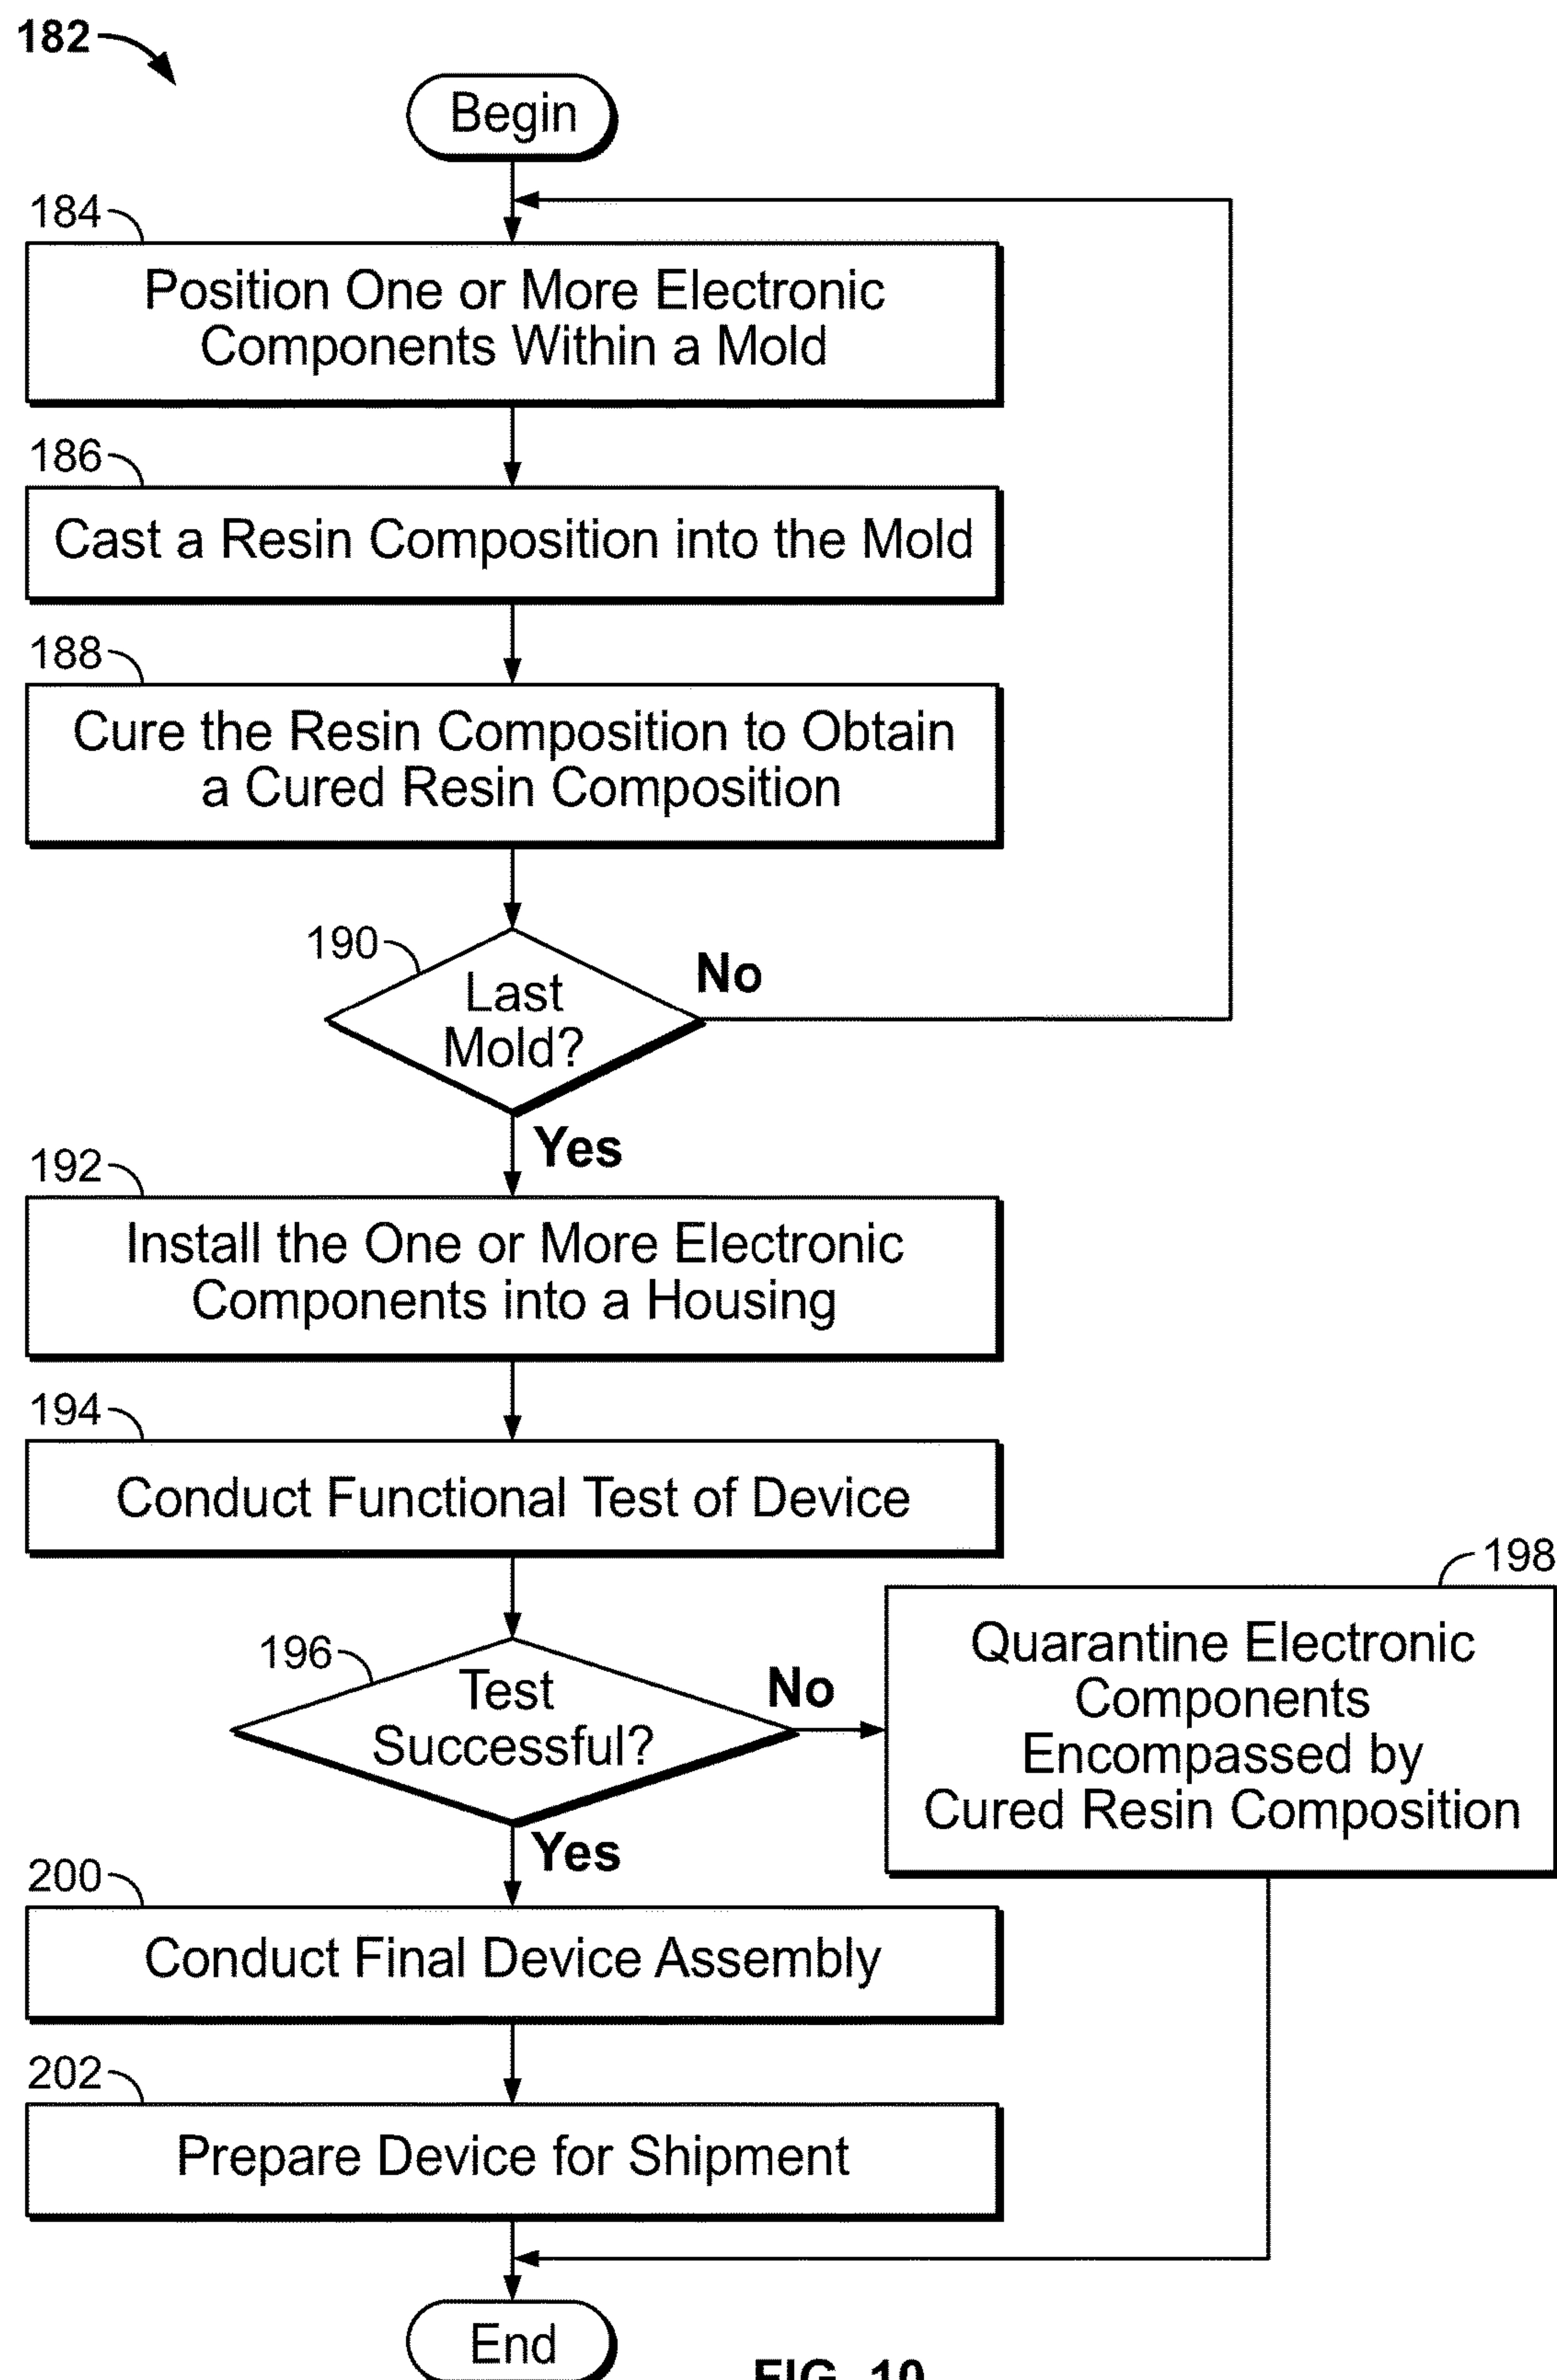 182
Begin
184
Position One or More Electronic
Components Within a Mold
186
Cast a Resin Composition into the Mold
188
Cure the Resin Composition to Obtain
a Cured Resin Composition
190
Last
Mold?
No
Yes
192
Install the One or More Electronic
Components into a Housing
194
Conduct Functional Test of Device
196
Test
Successful?
No
198
Quarantine Electronic
Components
Encompassed by
Cured Resin Composition
Yes
200
Conduct Final Device Assembly
202
Prepare Device for Shipment
End
FIG. 10